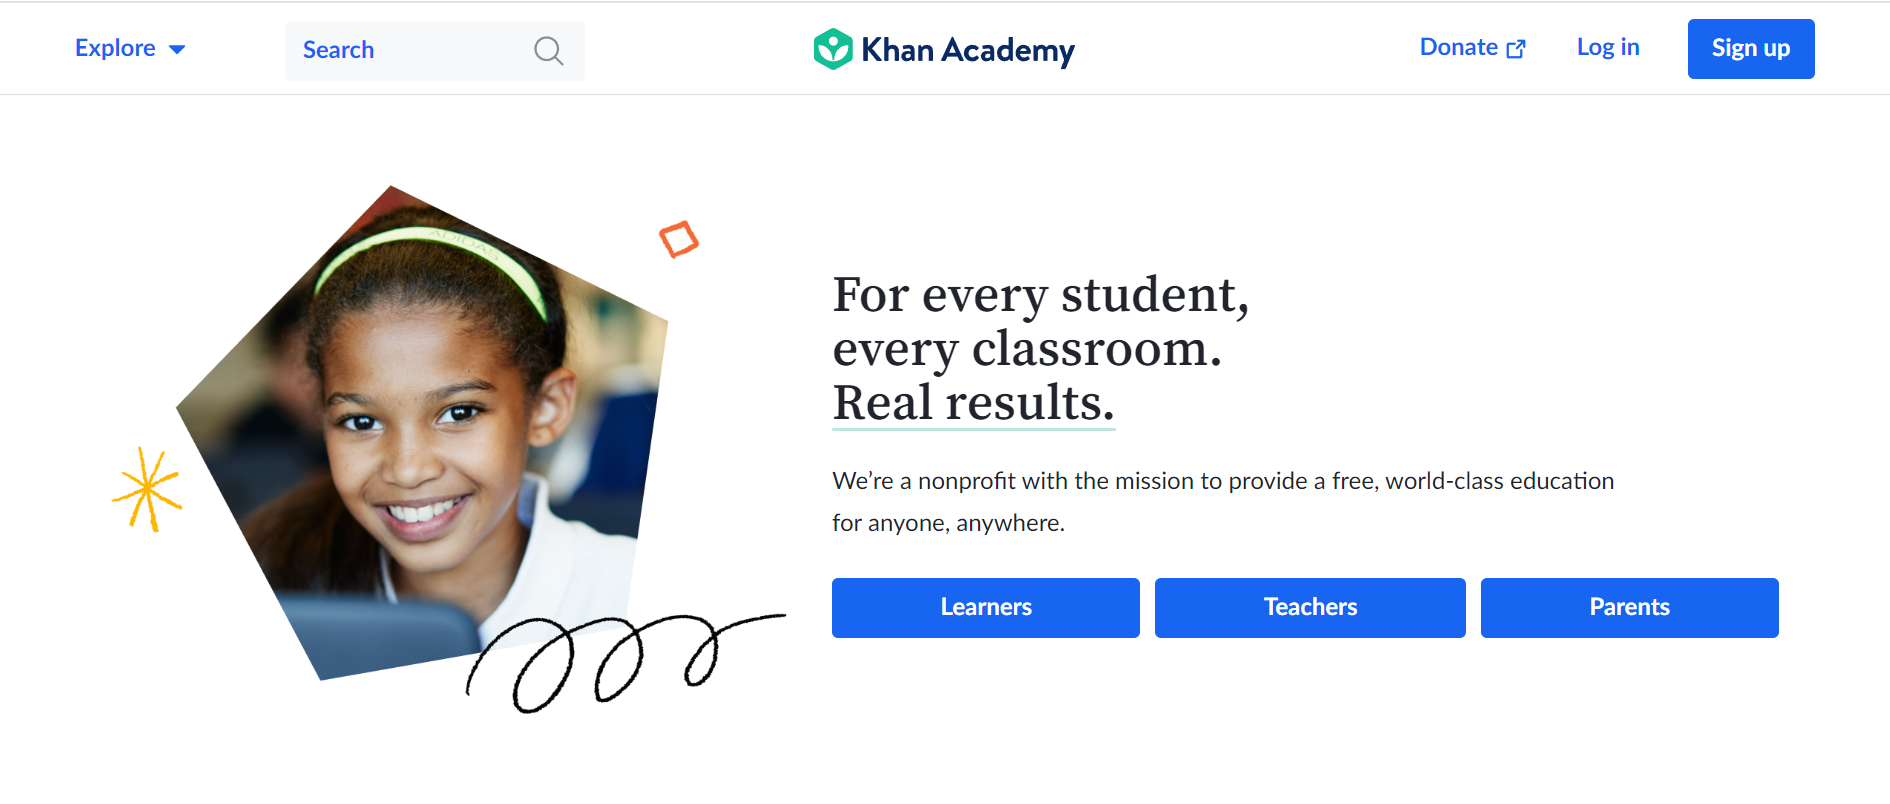 Explore
Search
Khan Academy
Donate
Log in
Sign up
ADIDAS
For every student,
every classroom.
Real results.
We’re a nonprofit with the mission to provide a free, world-class education
for anyone, anywhere.
Learners
Teachers
Parents